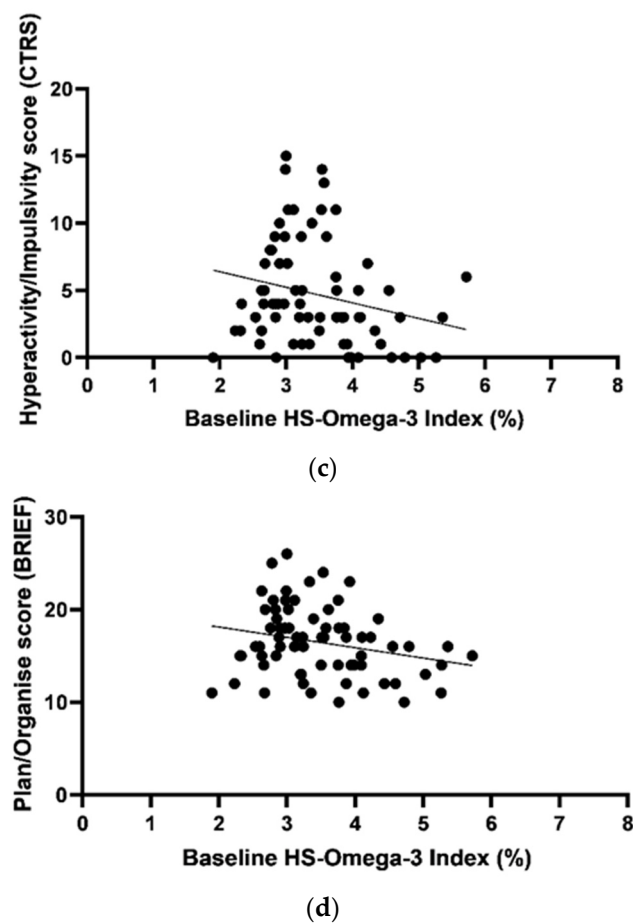 Hyperactivity/Impulsivity score (CTRS)
20
15
10
5
0
0 1 2 3 4 5 6 7 8
Baseline HS-Omega-3 Index (%)
(c)
Plan/Organise score (BRIEF)
30
20
10
0
0 1 2 3 4 5 6 7 8
Baseline HS-Omega-3 Index (%)
(d)